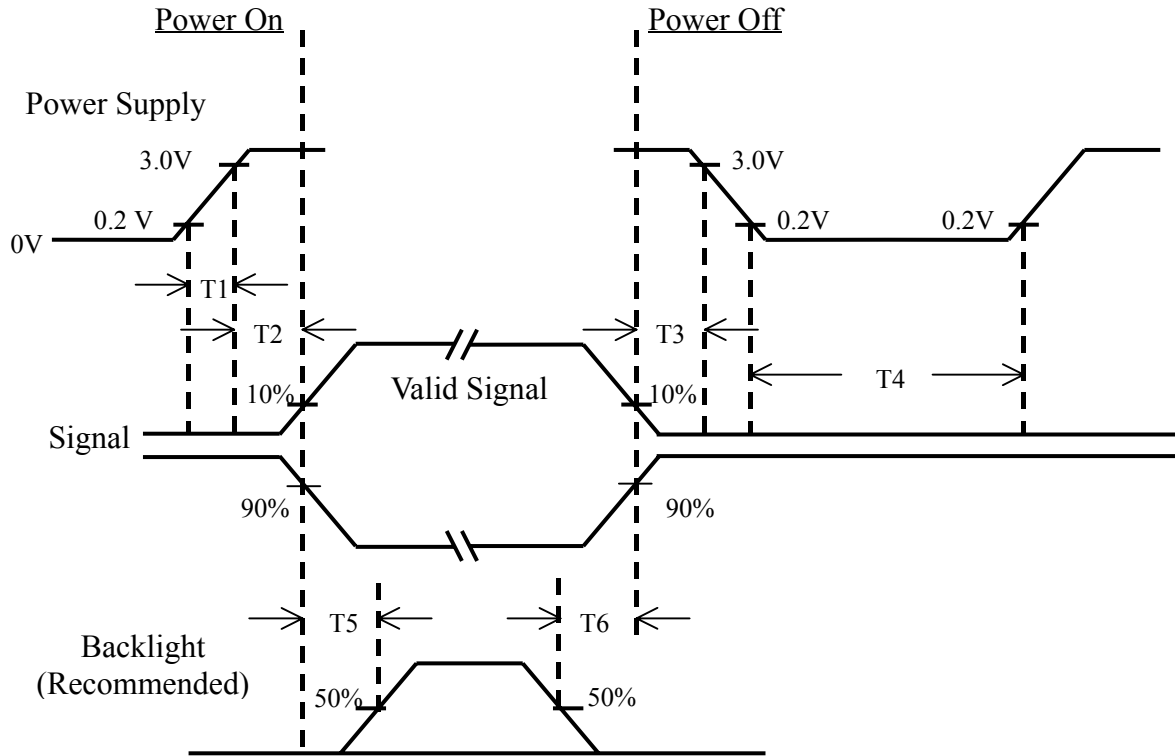 Power On
Power Off
Power Supply
3.0V
3.0V
0.2 V
0.2V
0.2V
0V
T1
T2
T3
T4
10%
Valid Signal
10%
Signal
90%
90%
T5
T6
Backlight
(Recommended)
50%
50%